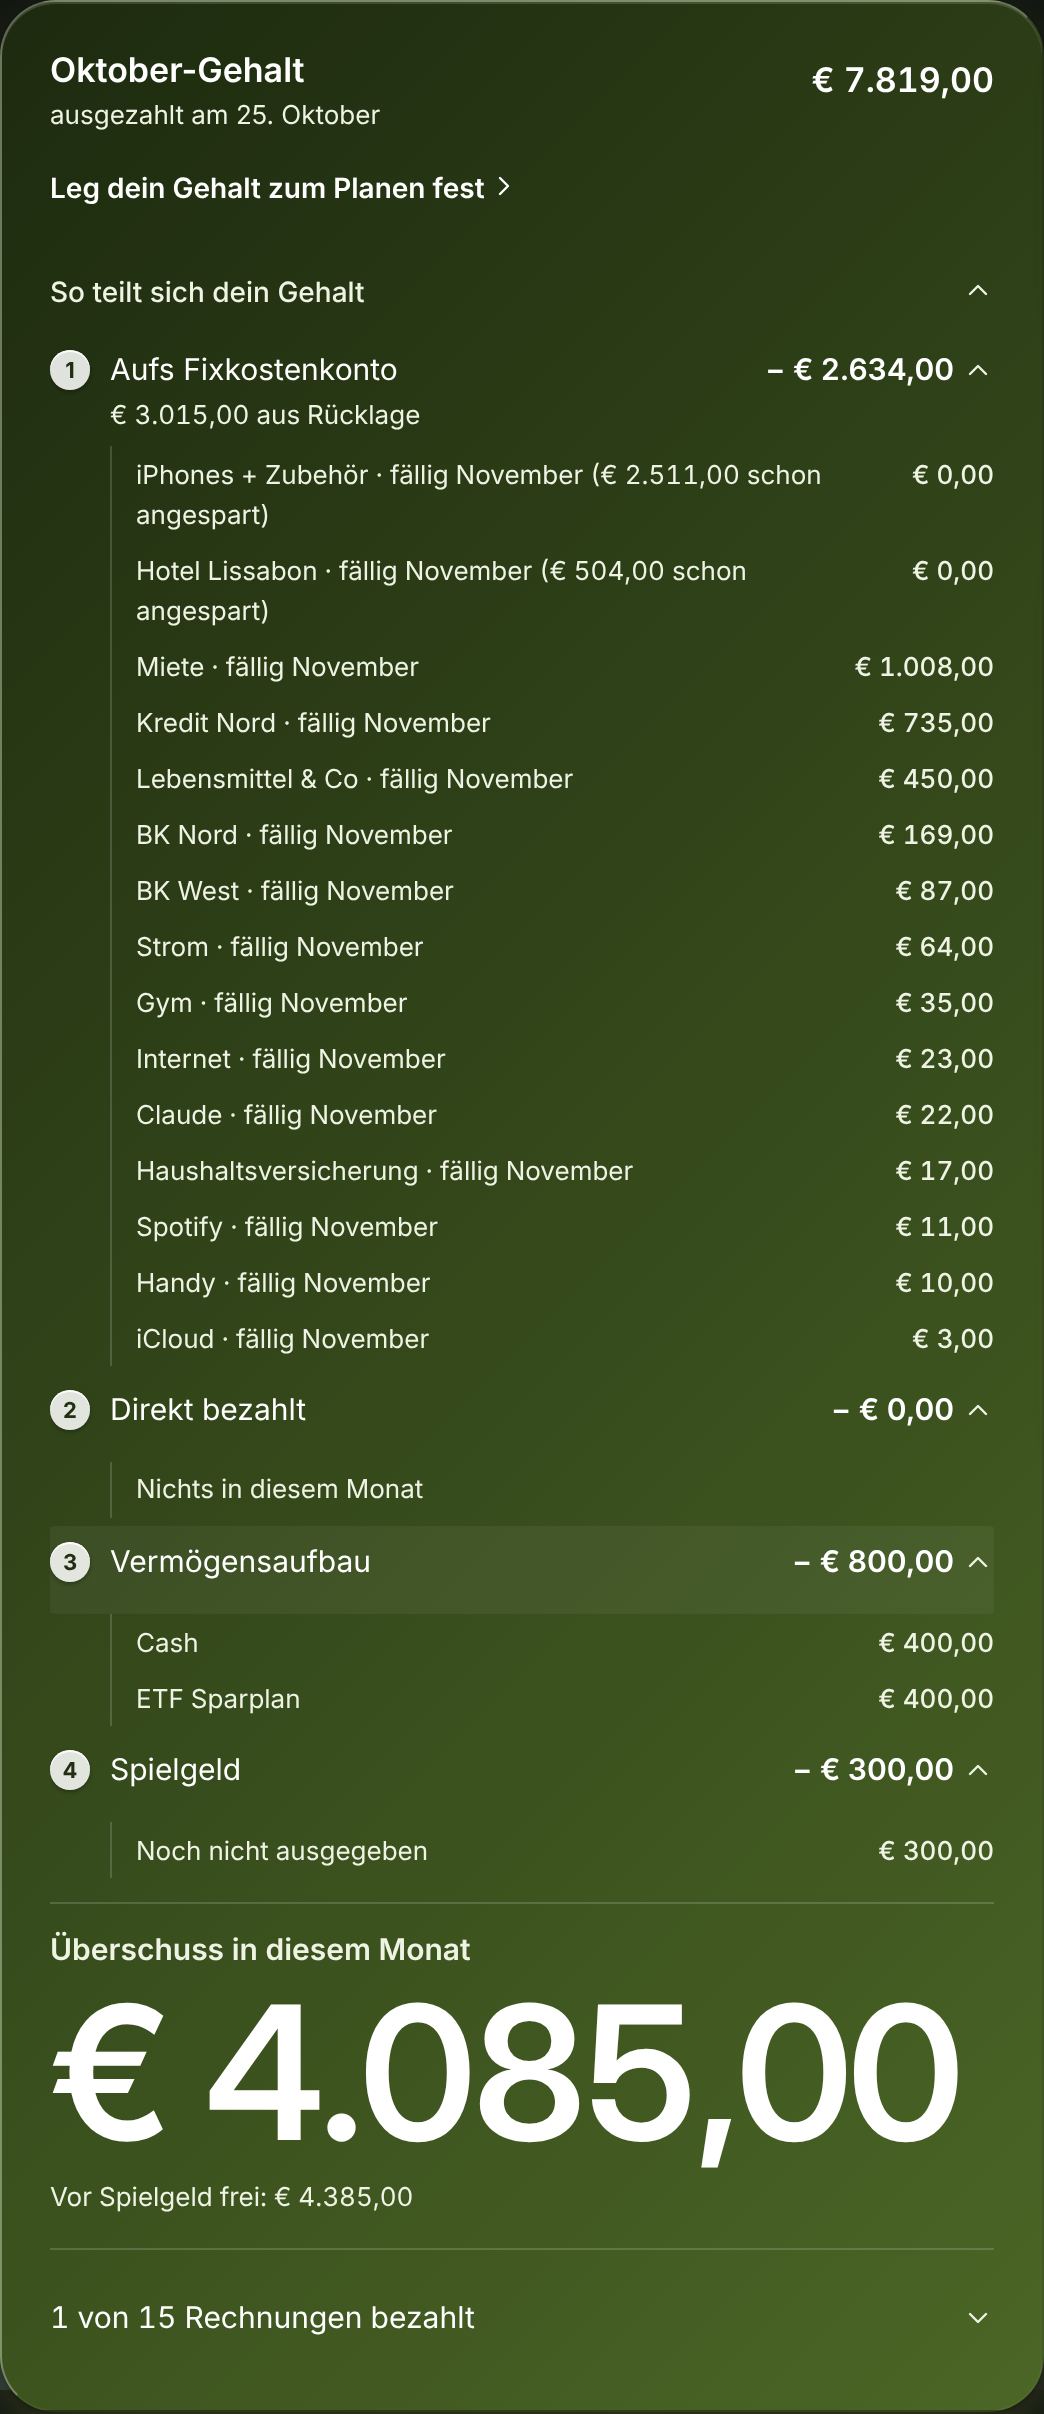 Oktober-Gehalt
€ 7.819,00
ausgezahlt am 25. Oktober
Leg dein Gehalt zum Planen fest
So teilt sich dein Gehalt
1 Aufs Fixkostenkonto – € 2.634,00
€ 3.015,00 aus Rücklage
iPhones + Zubehör · fällig November (€ 2.511,00 schon € 0,00
angespart)
Hotel Lissabon · fällig November (€ 504,00 schon € 0,00
angespart)
Miete · fällig November € 1.008,00
Kredit Nord · fällig November € 735,00
Lebensmittel & Co · fällig November € 450,00
BK Nord · fällig November € 169,00
BK West · fällig November € 87,00
Strom · fällig November € 64,00
Gym · fällig November € 35,00
Internet · fällig November € 23,00
Claude · fällig November € 22,00
Haushaltsversicherung · fällig November € 17,00
Spotify · fällig November € 11,00
Handy · fällig November € 10,00
iCloud · fällig November € 3,00
2 Direkt bezahlt – € 0,00
Nichts in diesem Monat
3 Vermögensaufbau – € 800,00
Cash € 400,00
ETF Sparplan € 400,00
4 Spielgeld – € 300,00
Noch nicht ausgegeben € 300,00
Überschuss in diesem Monat
€ 4.085,00
Vor Spielgeld frei: € 4.385,00
1 von 15 Rechnungen bezahlt